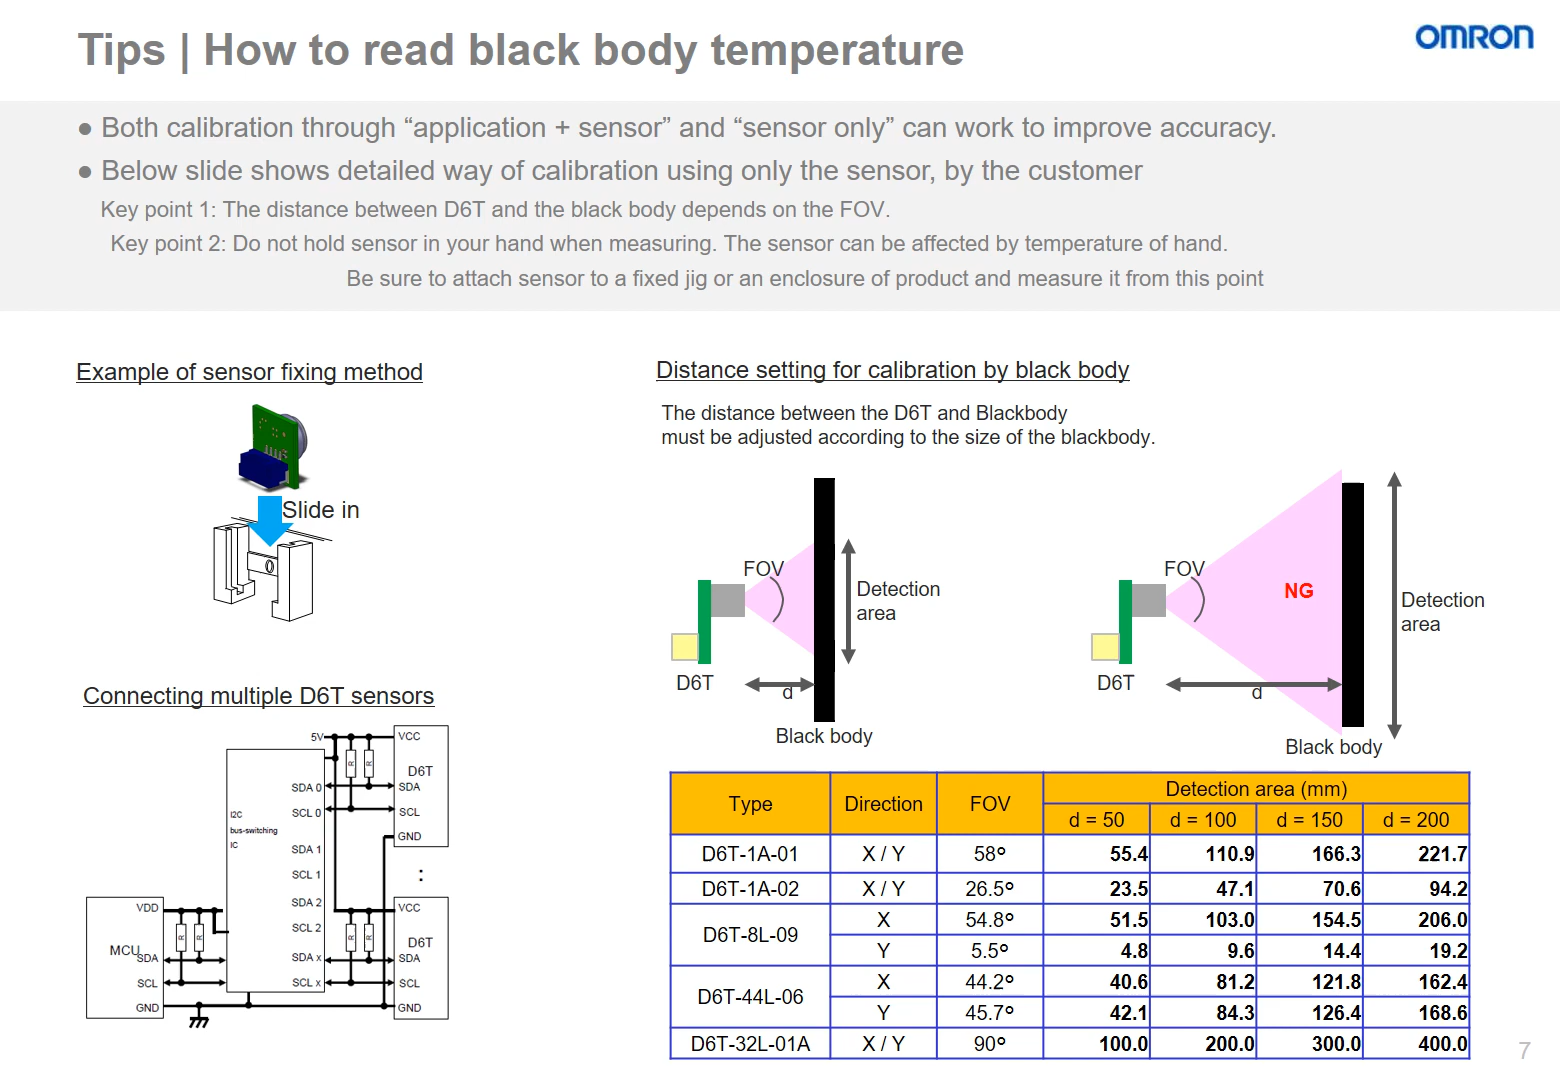 Tips | How to read black body temperature
OMRON
● Both calibration through “application + sensor” and “sensor only” can work to improve accuracy.
● Below slide shows detailed way of calibration using only the sensor, by the customer
Key point 1: The distance between D6T and the black body depends on the FOV.
Key point 2: Do not hold sensor in your hand when measuring. The sensor can be affected by temperature of hand.
Be sure to attach sensor to a fixed jig or an enclosure of product and measure it from this point
Example of sensor fixing method
Slide in
Connecting multiple D6T sensors
5V
VCC
R R
D6T
SDA 0
SDA
I2C
SCL 0
SCL
bus-switching
GND
IC
SDA 1
SCL 1
:
SDA 2
VDD
VCC
SCL 2
R R
R R
MCU
D6T
SDA
SDA x
SDA
SCL
SCL x
SCL
GND
GND
Distance setting for calibration by black body
The distance between the D6T and Blackbody
must be adjusted according to the size of the blackbody.
FOV
Detection
area
D6T
d
Black body
FOV
NG
Detection
area
D6T
d
Black body
Type Direction FOV Detection area (mm)
d = 50 d = 100 d = 150 d = 200
D6T-1A-01 X / Y 58° 55.4 110.9 166.3 221.7
D6T-1A-02 X / Y 26.5° 23.5 47.1 70.6 94.2
D6T-8L-09 X 54.8° 51.5 103.0 154.5 206.0
Y 5.5° 4.8 9.6 14.4 19.2
D6T-44L-06 X 44.2° 40.6 81.2 121.8 162.4
Y 45.7° 42.1 84.3 126.4 168.6
D6T-32L-01A X / Y 90° 100.0 200.0 300.0 400.0
7